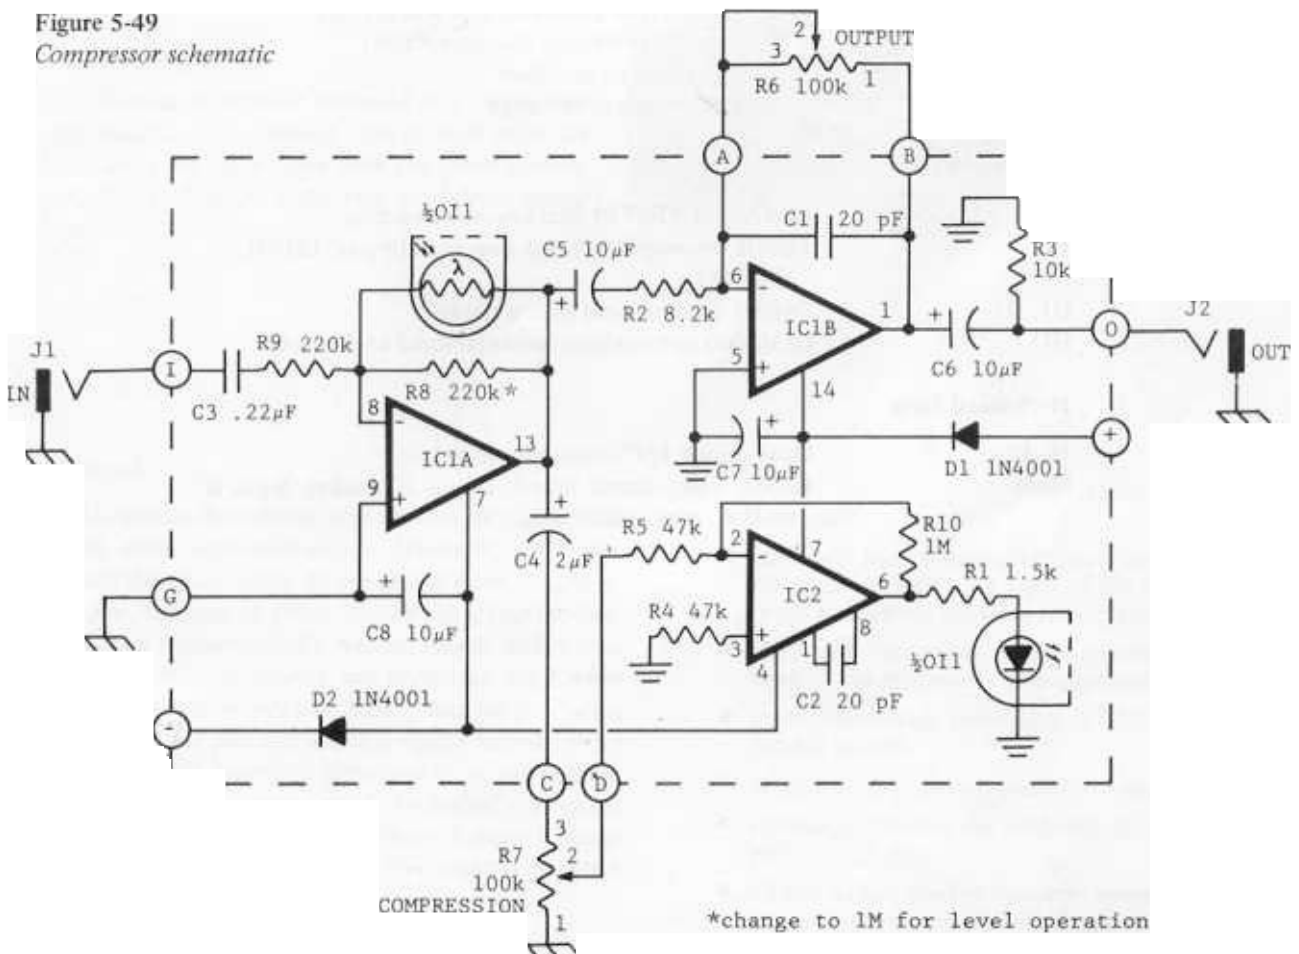 Figure 5-49
Compressor schematic
2
OUTPUT
3
R6 100k
1
A
B
½OI1
λ
C5 10µF
+
R2 8.2k
C1 20 pF
R3
10k
6
-
IC1B
1
5
+
14
+
C6 10µF
O
J2
OUT
J1
IN
I
R9 220k
C3 .22µF
R8 220k*
8
-
IC1A
13
9
+
7
+
C4 2µF
C7 10µF
+
D1 1N4001
+
R5 47k
2
-
7
R10
1M
IC2
6
R1 1.5k
R4 47k
+
3
4
1
8
C2 20 pF
½OI1
G
+
C8 10µF
D2 1N4001
-
C
D
3
R7
2
100k
COMPRESSION
1
*change to 1M for level operation